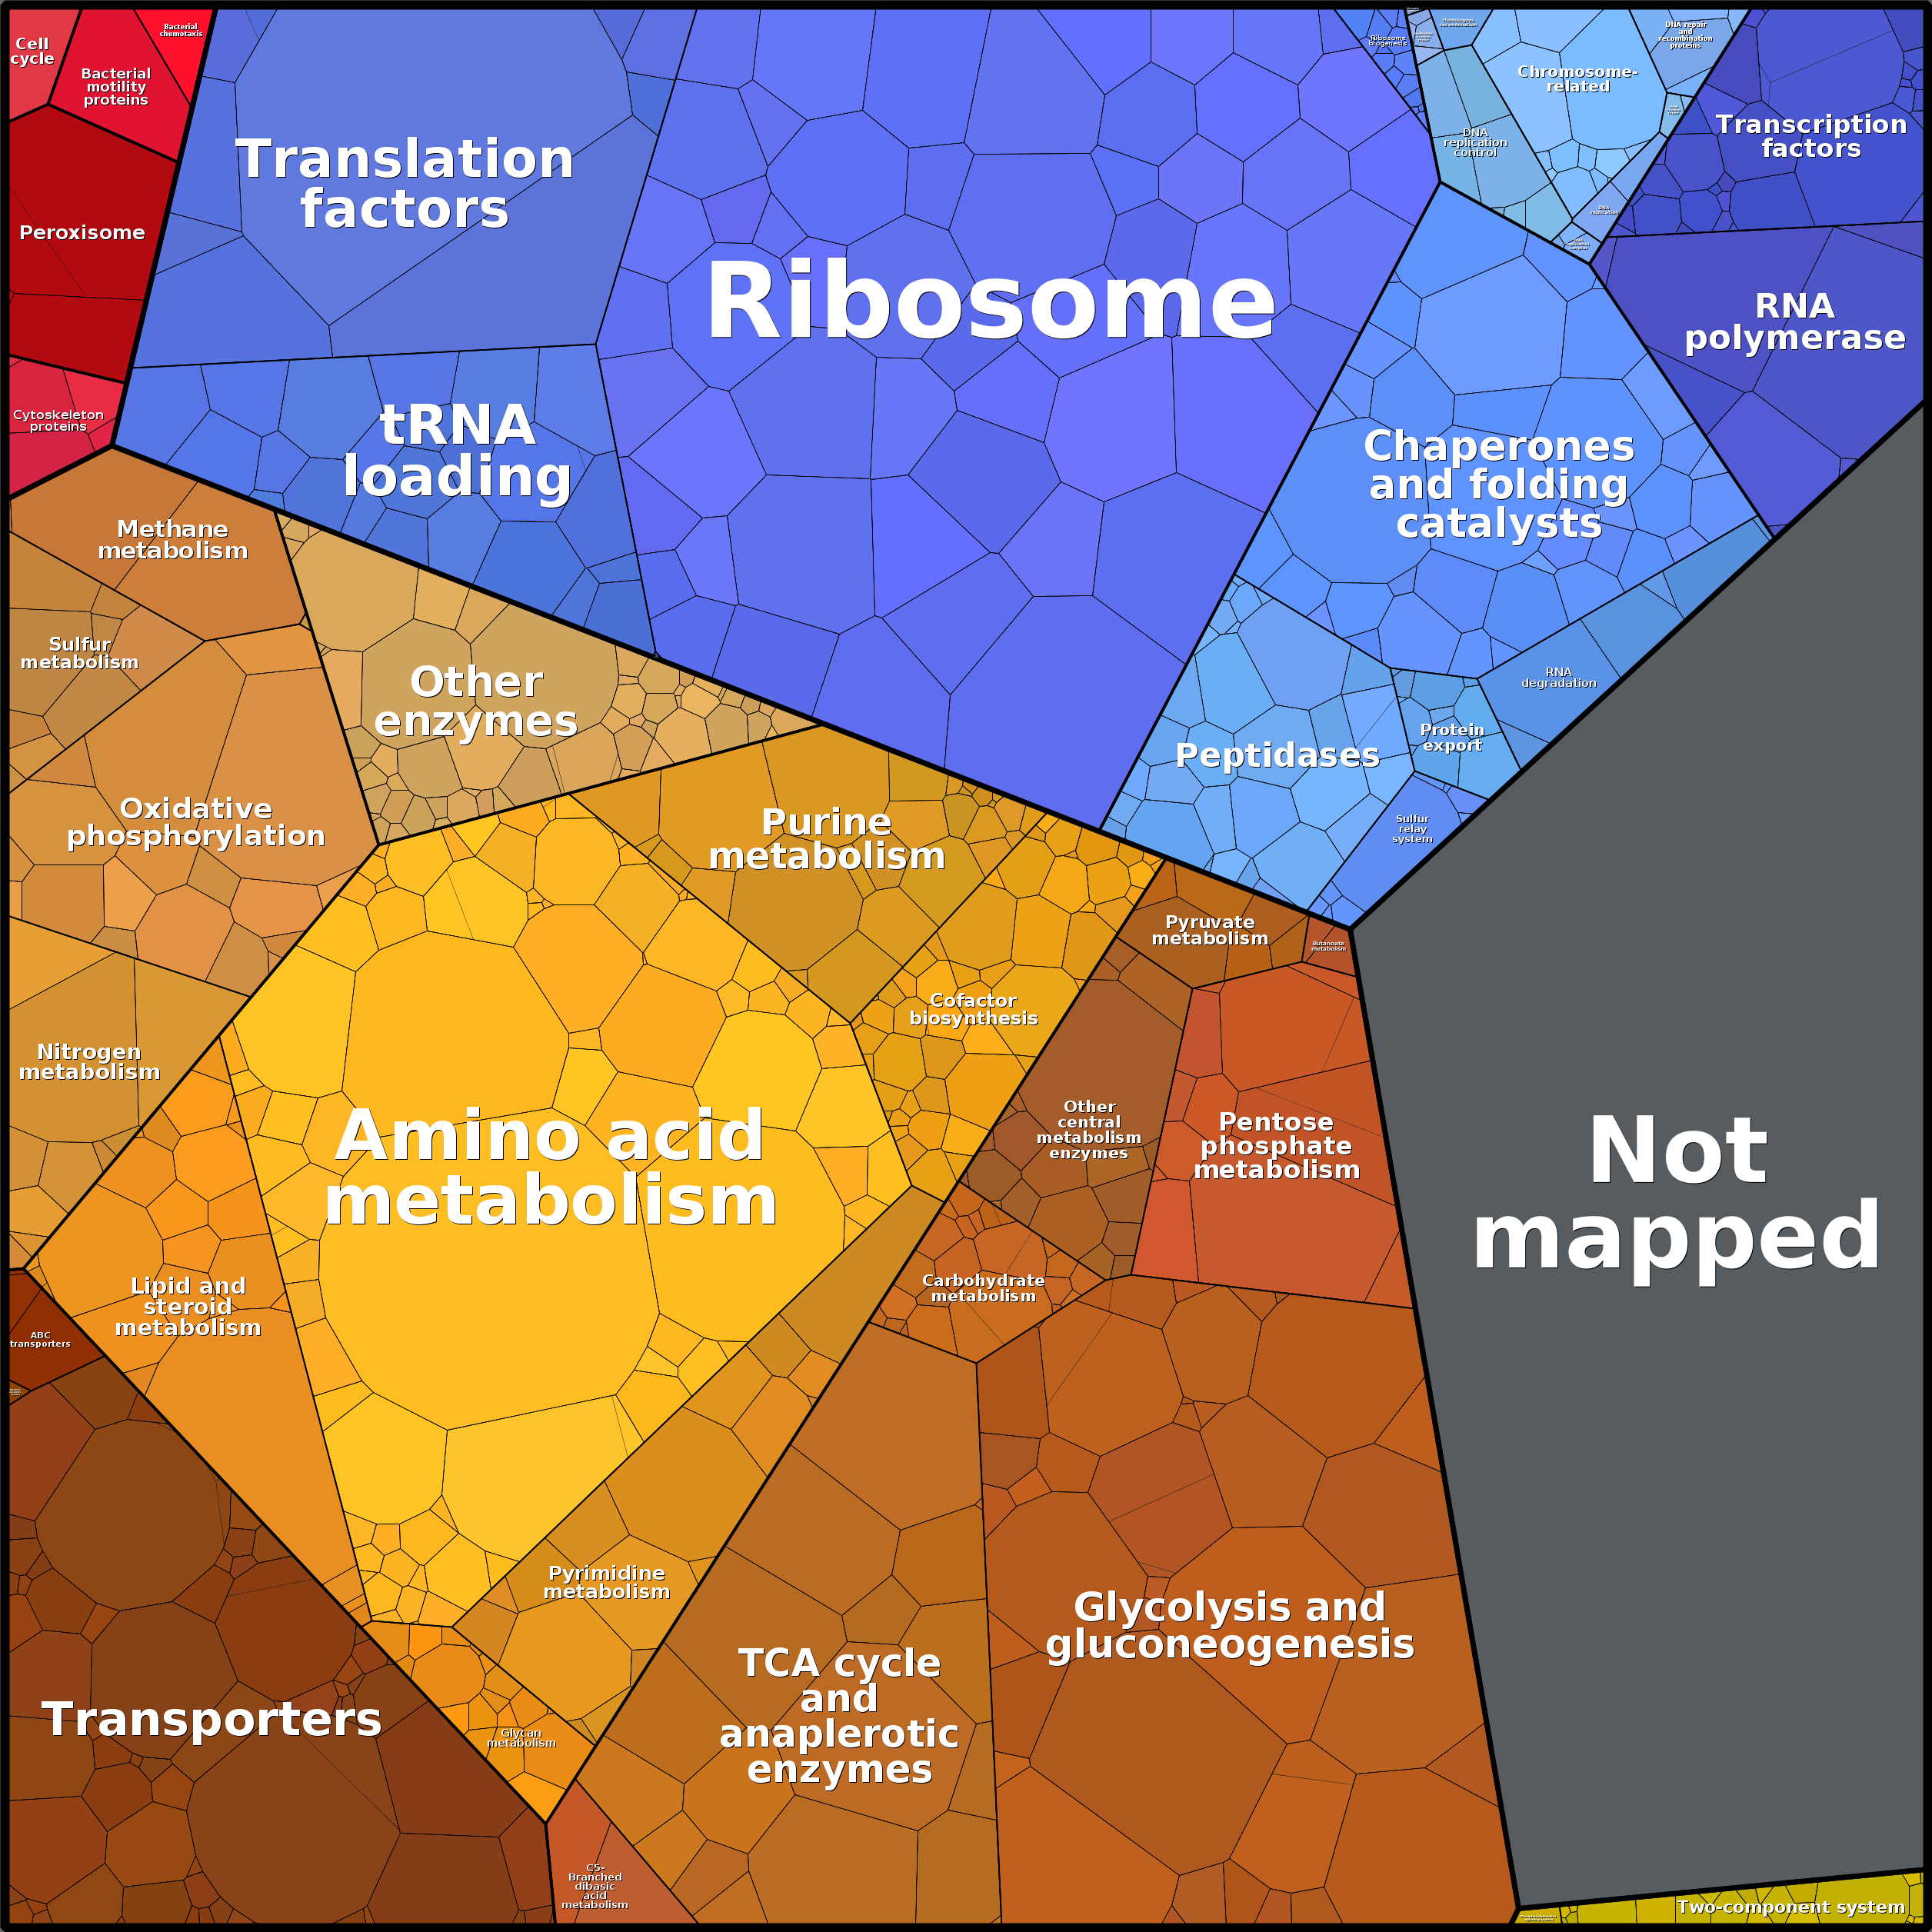 Cell
cycle
Bacterial
motility
proteins
Bacterial
chemotaxis
Peroxisome
Cytoskeleton
proteins
Translation
factors
tRNA
loading
Ribosome
Ribosome
biogenesis
Homologous
recombination
DNA
replication
control
Chromosome-
related
DNA repair
and
recombination
proteins
DNA
replication
Transcription
factors
RNA
polymerase
Chaperones
and folding
catalysts
Peptidases
Protein
export
RNA
degradation
Sulfur
relay
system
Methane
metabolism
Sulfur
metabolism
Other
enzymes
Oxidative
phosphorylation
Nitrogen
metabolism
Purine
metabolism
Cofactor
biosynthesis
Amino acid
metabolism
Lipid and
steroid
metabolism
Pyrimidine
metabolism
Glycan
metabolism
Pyruvate
metabolism
Butanoate
metabolism
Other
central
metabolism
enzymes
Pentose
phosphate
metabolism
Carbohydrate
metabolism
Glycolysis and
gluconeogenesis
TCA cycle
and
anaplerotic
enzymes
C5-
Branched
dibasic
acid
metabolism
ABC
transporters
Transporters
Not
mapped
Two-component system